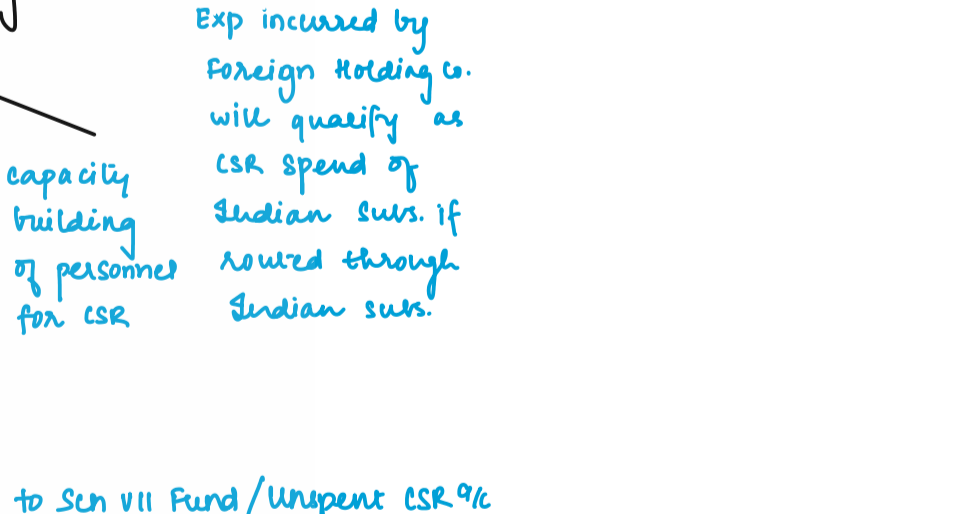 Exp incurred by
Foreign Holding Co.
will qualify as
CSR Spend of
Indian Subs. if
routed through
Indian subs.
capacity
building
of personnel
for CSR
to Sch VII Fund/Unspent CSR a/c